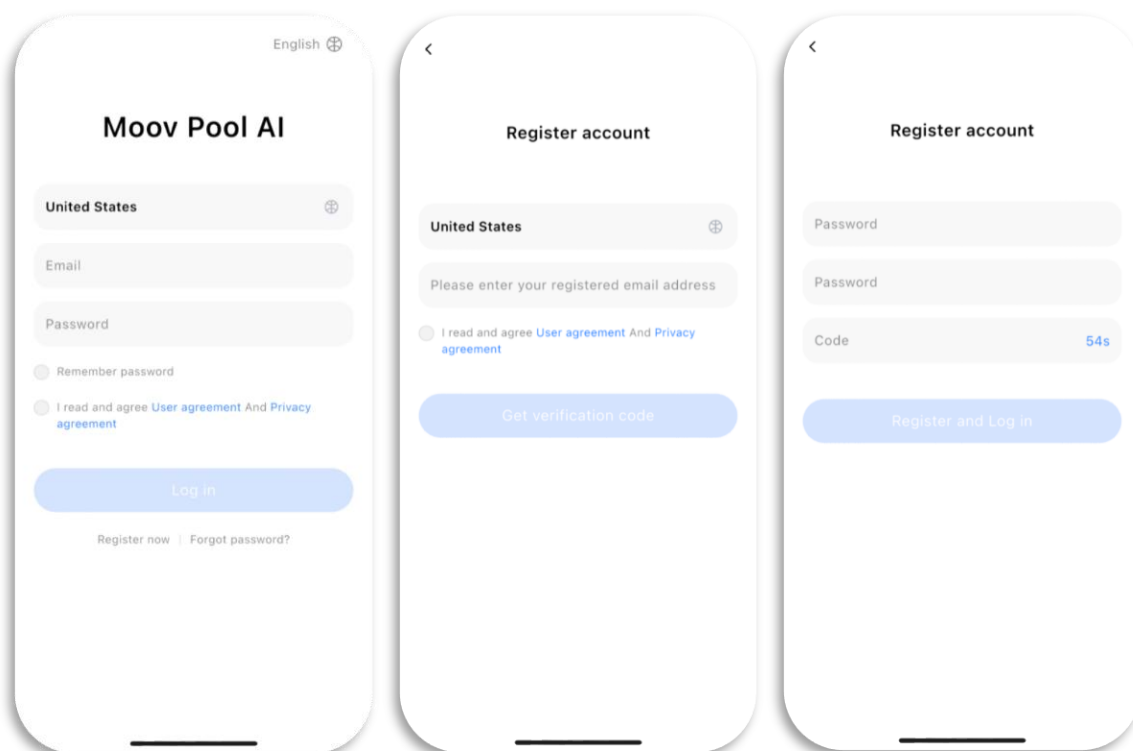 English
Moov Pool AI
United States
Email
Password
Remember password
I read and agree User agreement And Privacy
agreement
Log in
Register now | Forgot password?
Register account
United States
Please enter your registered email address
I read and agree User agreement And Privacy
agreement
Get verification code
Register account
Password
Password
Code 54s
Register and Log in